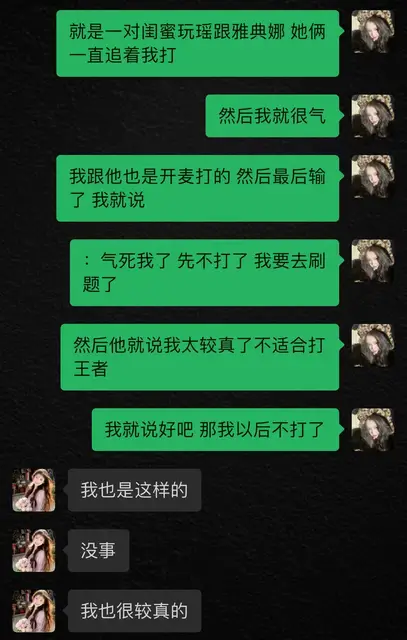 就是一对闺蜜玩瑶跟雅典娜 她俩
一直追着我打
然后我就很气
我跟他也是开麦打的 然后最后输
了 我就说
：气死我了 先不打了 我要去刷
题了
然后他就说我太较真了不适合打
王者
我就说好吧 那我以后不打了
我也是这样的
没事
我也很较真的